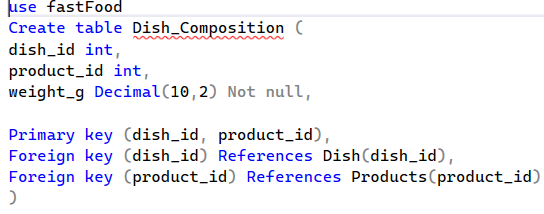 use fastFood
Create table Dish_Composition (
dish_id int,
product_id int,
weight_g Decimal(10,2) Not null,
Primary key (dish_id, product_id),
Foreign key (dish_id) References Dish(dish_id),
Foreign key (product_id) References Products(product_id)
)